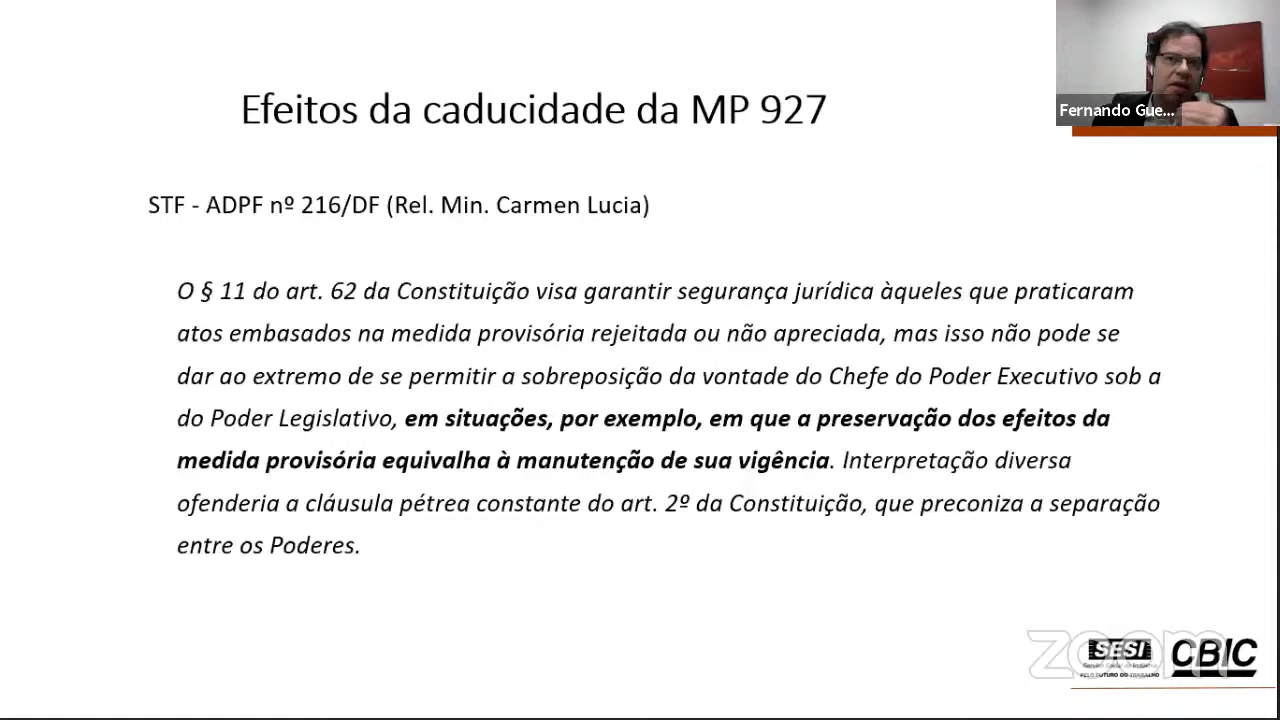 Fernando Gue...
Efeitos da caducidade da MP 927
STF - ADPF nº 216/DF (Rel. Min. Carmen Lucia)
O § 11 do art. 62 da Constituição visa garantir segurança jurídica àqueles que praticaram
atos embasados na medida provisória rejeitada ou não apreciada, mas isso não pode se
dar ao extremo de se permitir a sobreposição da vontade do Chefe do Poder Executivo sob a
do Poder Legislativo, em situações, por exemplo, em que a preservação dos efeitos da
medida provisória equivalha à manutenção de sua vigência. Interpretação diversa
ofenderia a cláusula pétrea constante do art. 2º da Constituição, que preconiza a separação
entre os Poderes.
zoom
SESI
CBIC
PELO FUTURO DO TRABALHO